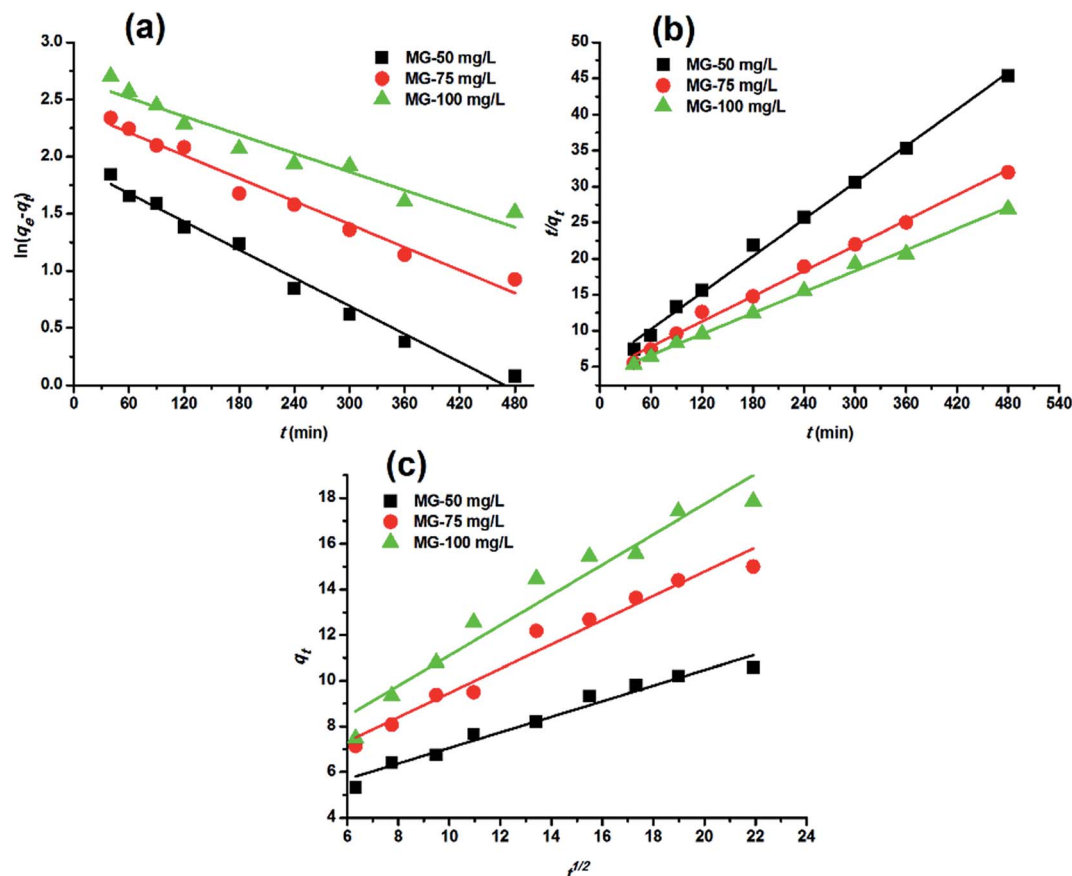 (a)
MG-50 mg/L
MG-75 mg/L
MG-100 mg/L
3.0
2.5
2.0
1.5
1.0
0.5
0.0
ln(qe-qt)
0 60 120 180 240 300 360 420 480
t (min)
(b)
MG-50 mg/L
MG-75 mg/L
MG-100 mg/L
50
45
40
35
30
25
20
15
10
5
t/qt
0 60 120 180 240 300 360 420 480 540
t (min)
(c)
MG-50 mg/L
MG-75 mg/L
MG-100 mg/L
18
16
14
12
10
8
6
4
qt
6 8 10 12 14 16 18 20 22 24
t1/2